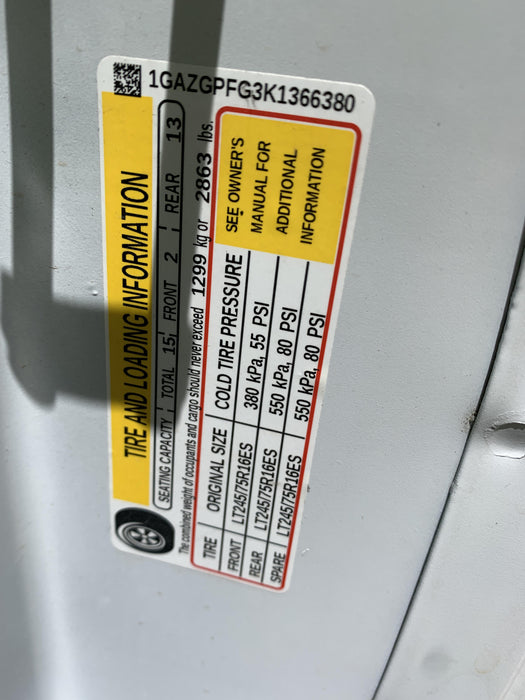 1GAZGPFG3K1366380
TIRE AND LOADING INFORMATION
SEATING CAPACITY TOTAL 15 FRONT 2 REAR 13
The combined weight of occupants and cargo should never exceed 1299 kg or 2863 lbs.
TIRE ORIGINAL SIZE COLD TIRE PRESSURE
FRONT LT245/75R16ES 380 kPa, 55 PSI
REAR LT245/75R16ES 550 kPa, 80 PSI
SPARE LT245/75R16ES 550 kPa, 80 PSI
SEE OWNER'S
MANUAL FOR
ADDITIONAL
INFORMATION